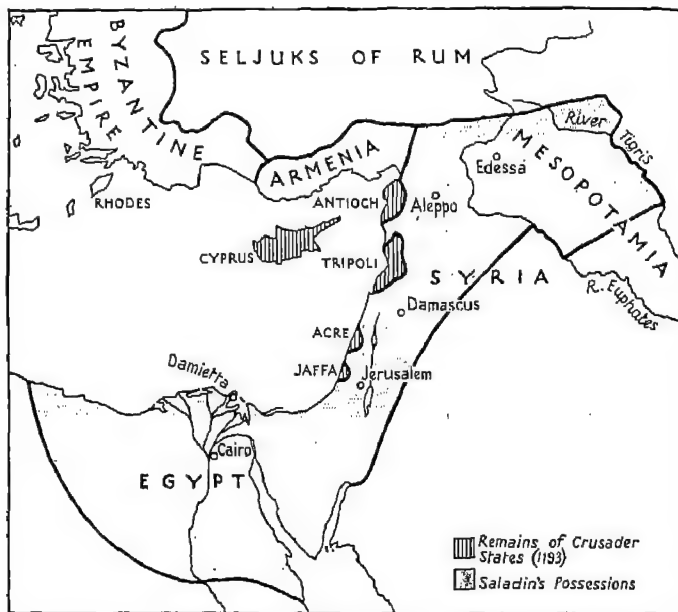 SELJUKS OF RUM
BYZANTINE
EMPIRE
ARMENIA
River
Tigris
MESOPOTAMIA
Edessa
RHODES
ANTIOCH
Aleppo
CYPRUS
TRIPOLI
SYRIA
R. Euphates
Damascus
ACRE
Damietta
JAFFA
Jerusalem
Cairo
EGYPT
Remains of Crusader
States (1193)
Saladin's Possessions